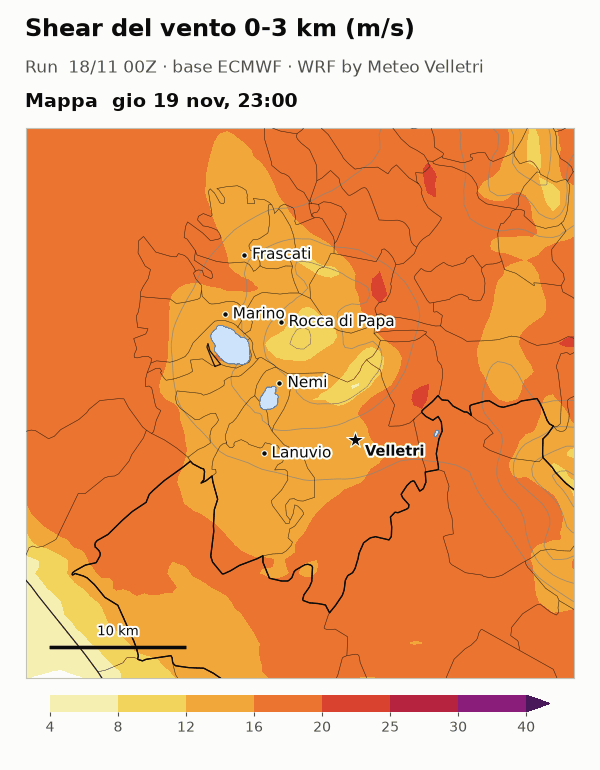 Shear del vento 0-3 km (m/s)
Run  18/11 00Z · base ECMWF · WRF by Meteo Velletri
Mappa  gio 19 nov, 23:00
Frascati
Marino
Rocca di Papa
Nemi
Velletri
Lanuvio
10 km
4 8 12 16 20 25 30 40